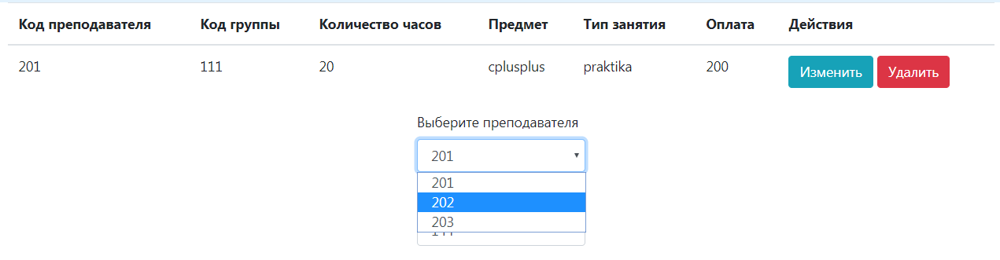 Код преподавателя Код группы Количество часов Предмет Тип занятия Оплата Действия
201 111 20 cplusplus praktika 200 Изменить Удалить
Выберите преподавателя
201
201
202
203